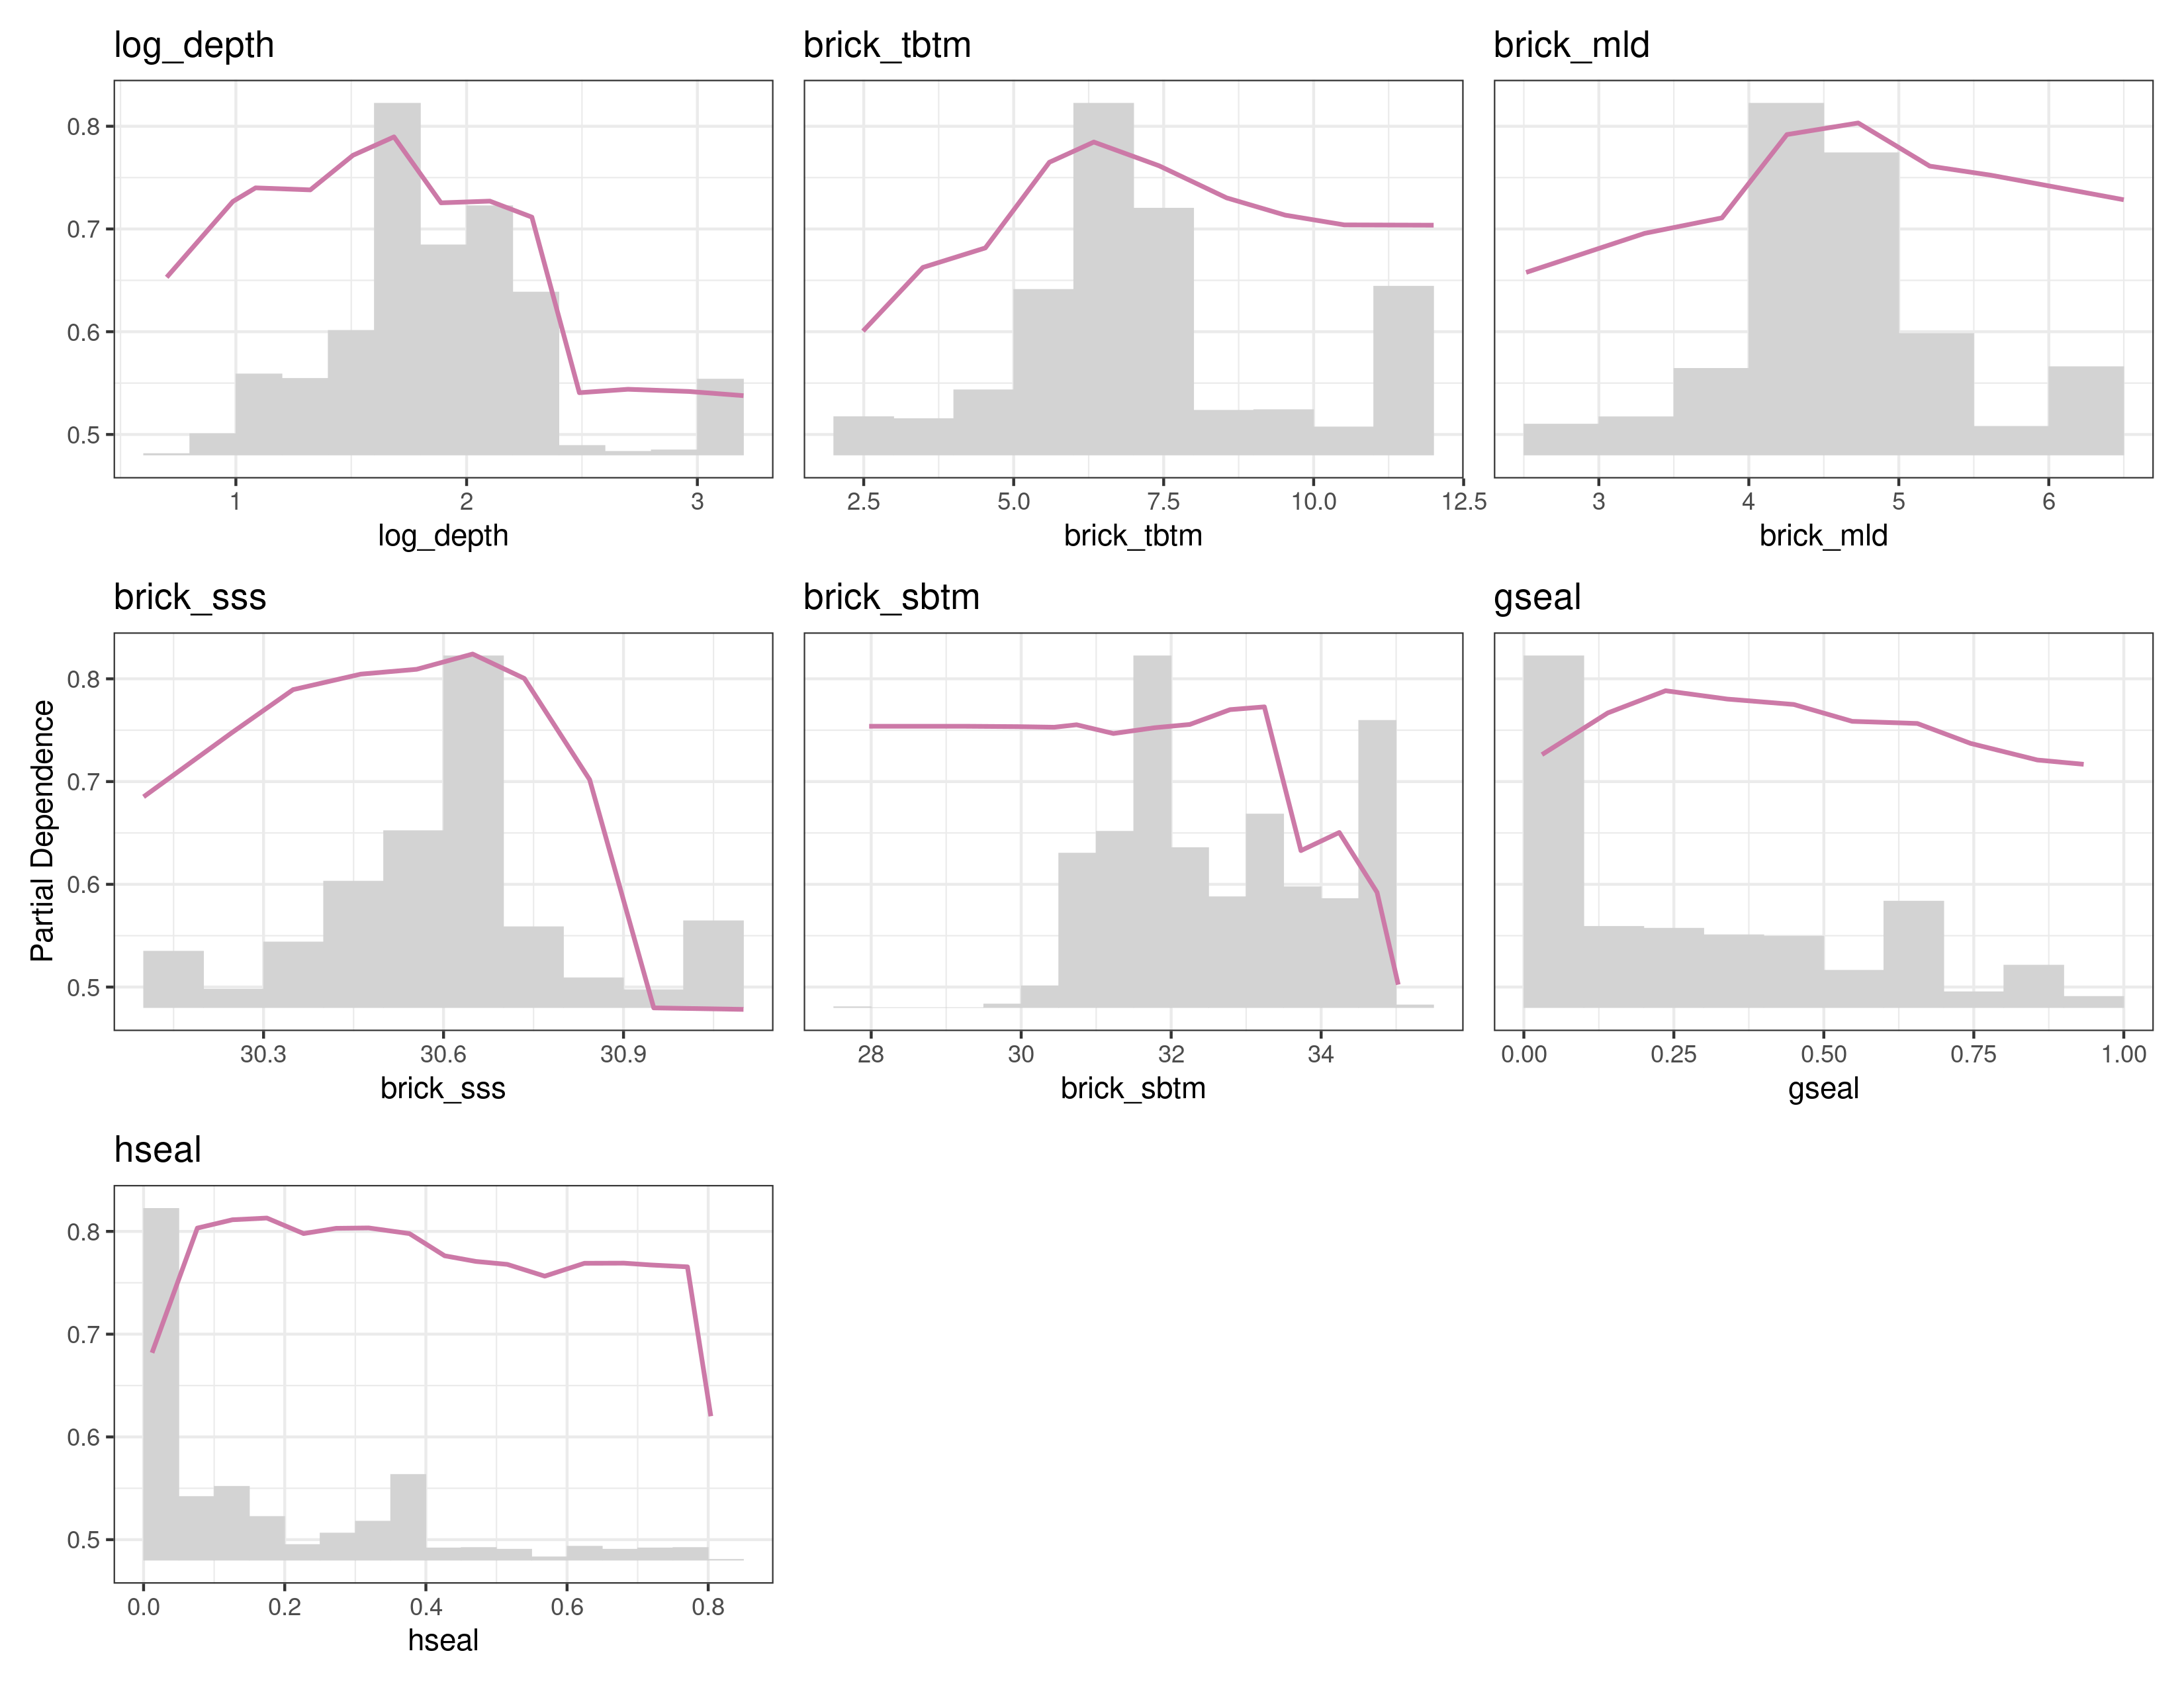 log_depth brick_tbtm brick_mld
0.8
0.7
0.6
0.5
1 2 3 2.5 5.0 7.5 10.0 12.5 3 4 5 6
log_depth brick_tbtm brick_mld
brick_sss brick_sbtm gseal
Partial Dependence
0.8
0.7
0.6
0.5
30.3 30.6 30.9 28 30 32 34 0.00 0.25 0.50 0.75 1.00
brick_sss brick_sbtm gseal
hseal
0.8
0.7
0.6
0.5
0.0 0.2 0.4 0.6 0.8
hseal